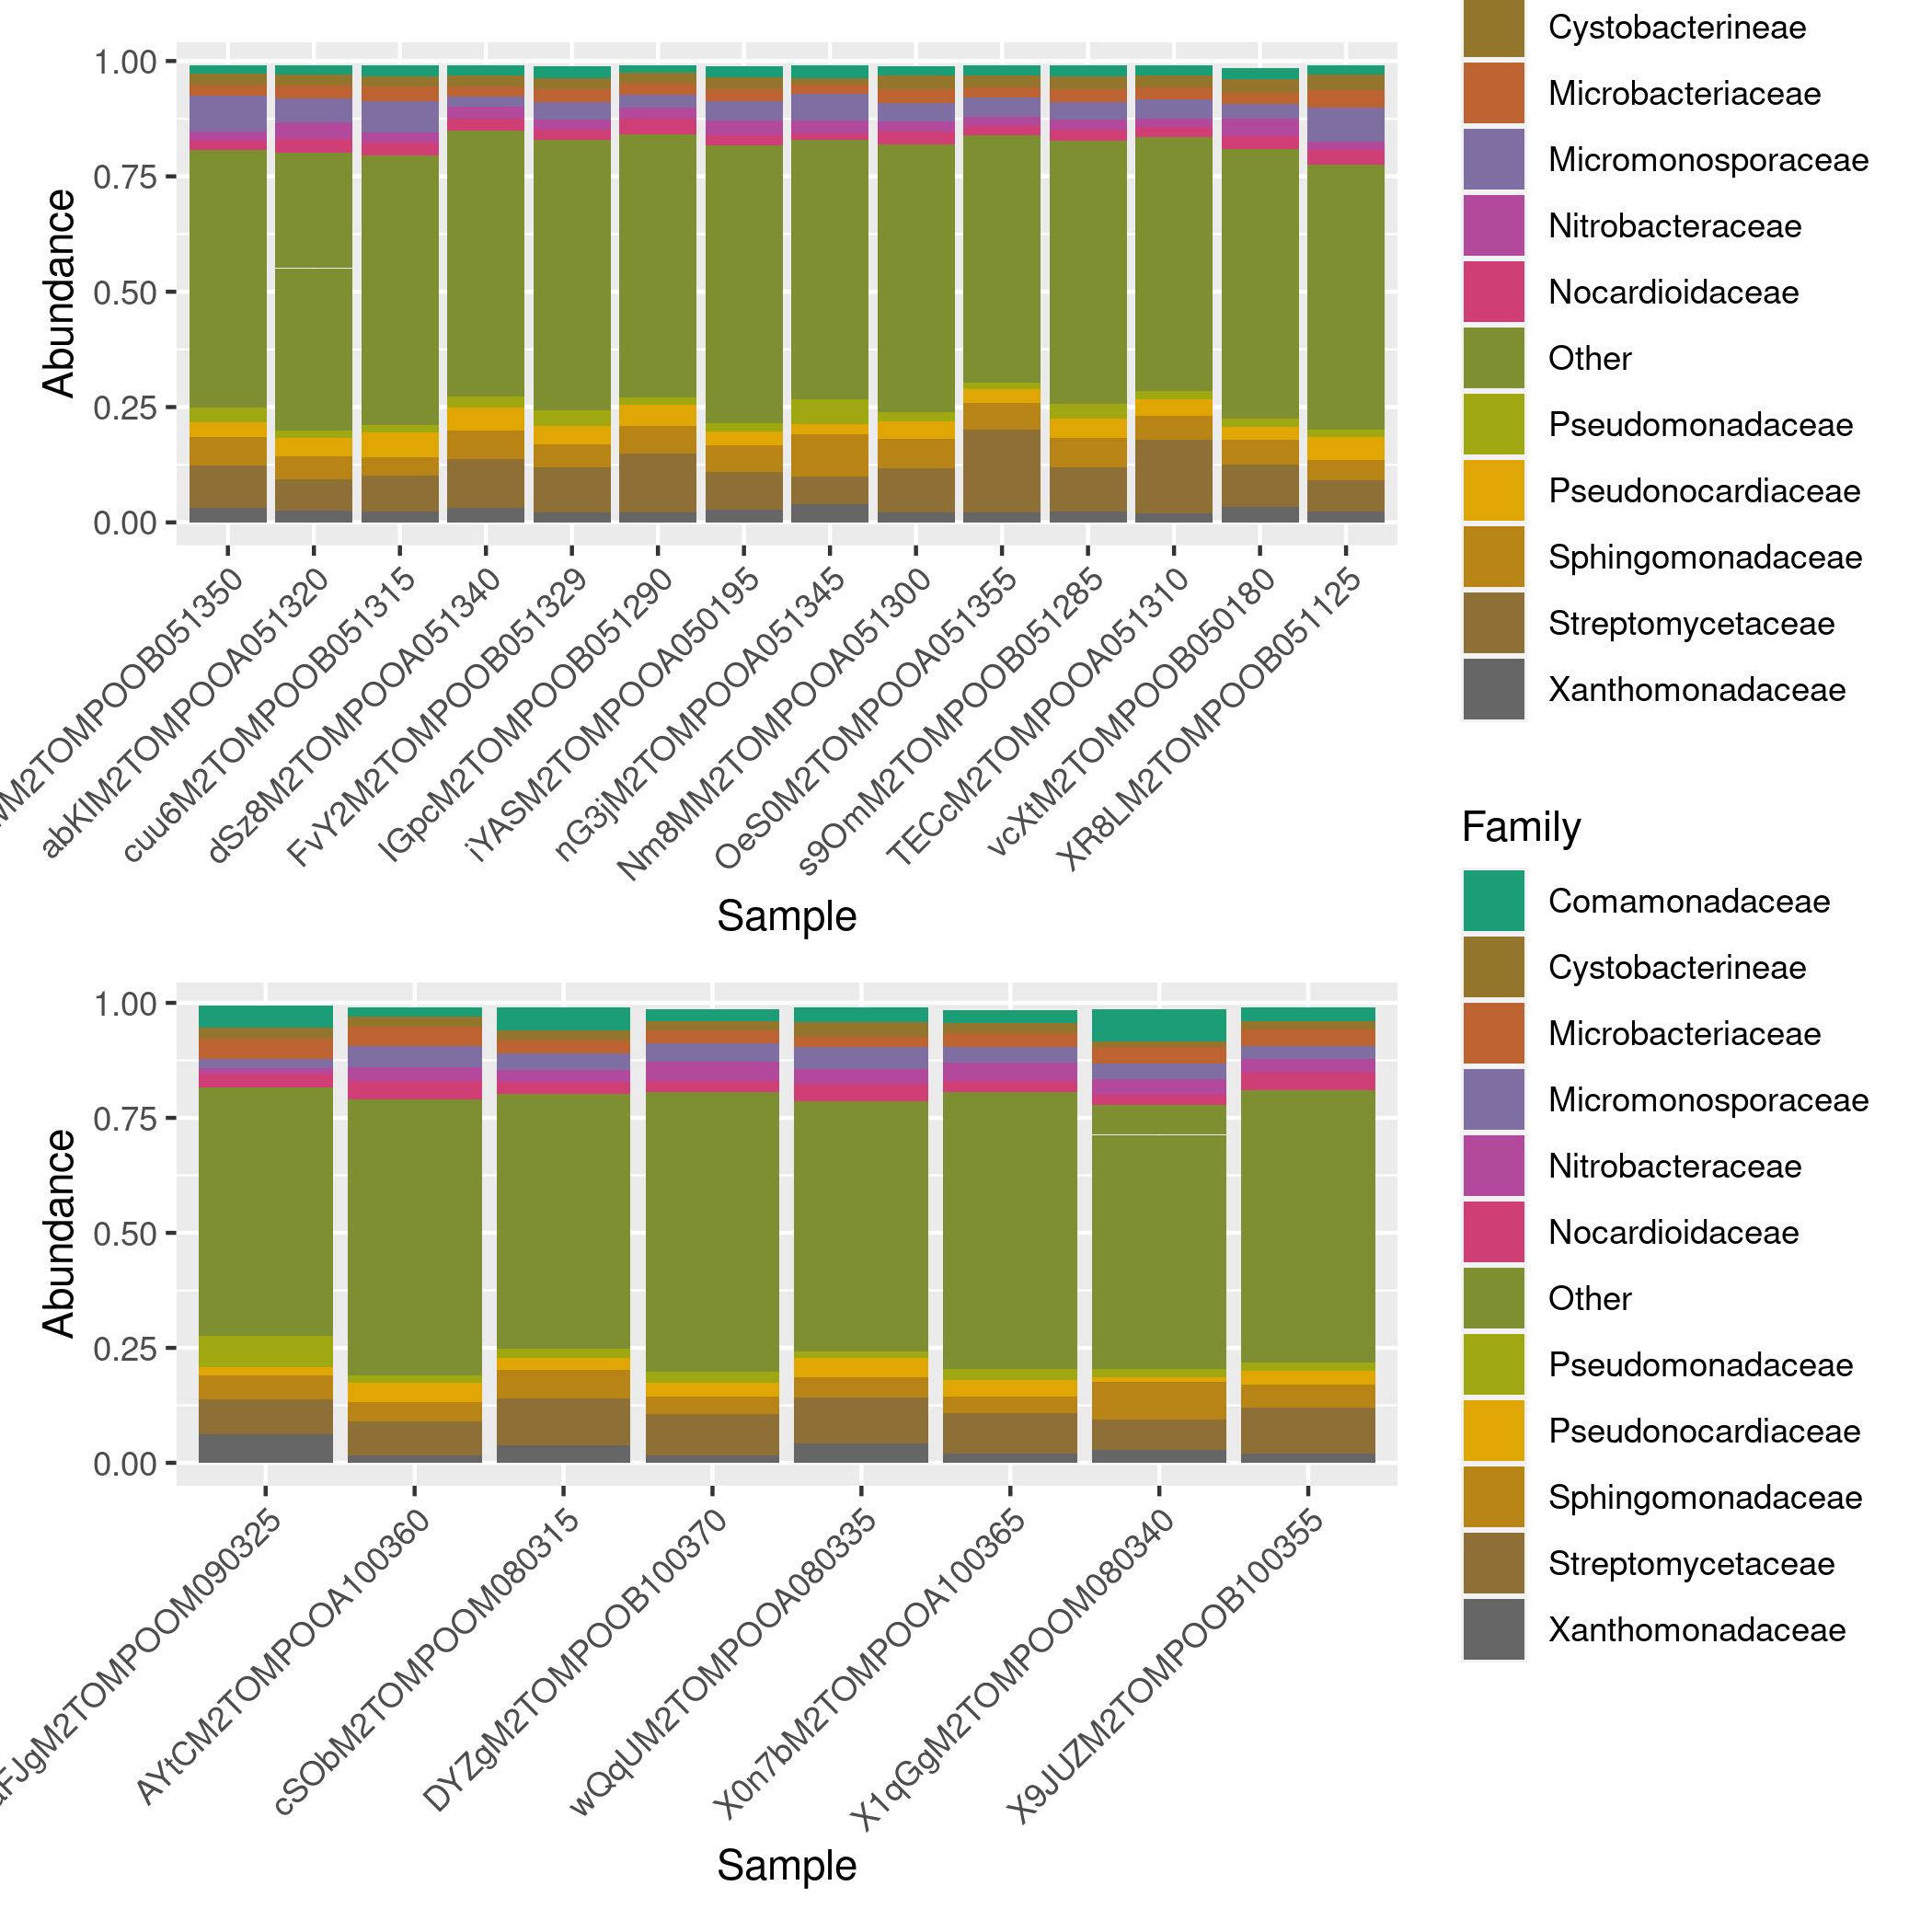 Abundance
1.00
0.75
0.50
0.25
0.00
MM2TOMPOOB051350
abKIM2TOMPOOA051320
cuu6M2TOMPOOB051315
dSz8M2TOMPOOA051340
FvY2M2TOMPOOB051329
IGpcM2TOMPOOB051290
iYASM2TOMPOOA050195
nG3jM2TOMPOOA051345
Nm8MM2TOMPOOA051300
OeS0M2TOMPOOA051355
s9OmM2TOMPOOB051285
TECcM2TOMPOOA051310
vcXtM2TOMPOOB050180
XR8LM2TOMPOOB051125
Sample
Cystobacterineae
Microbacteriaceae
Micromonosporaceae
Nitrobacteraceae
Nocardioidaceae
Other
Pseudomonadaceae
Pseudonocardiaceae
Sphingomonadaceae
Streptomycetaceae
Xanthomonadaceae
Abundance
1.00
0.75
0.50
0.25
0.00
aFJgM2TOMPOOM090325
AYtCM2TOMPOOA100360
cSObM2TOMPOOM080315
DYZgM2TOMPOOB100370
wQqUM2TOMPOOA080335
X0n7bM2TOMPOOA100365
X1qGgM2TOMPOOM080340
X9JUZM2TOMPOOB100355
Sample
Family
Comamonadaceae
Cystobacterineae
Microbacteriaceae
Micromonosporaceae
Nitrobacteraceae
Nocardioidaceae
Other
Pseudomonadaceae
Pseudonocardiaceae
Sphingomonadaceae
Streptomycetaceae
Xanthomonadaceae